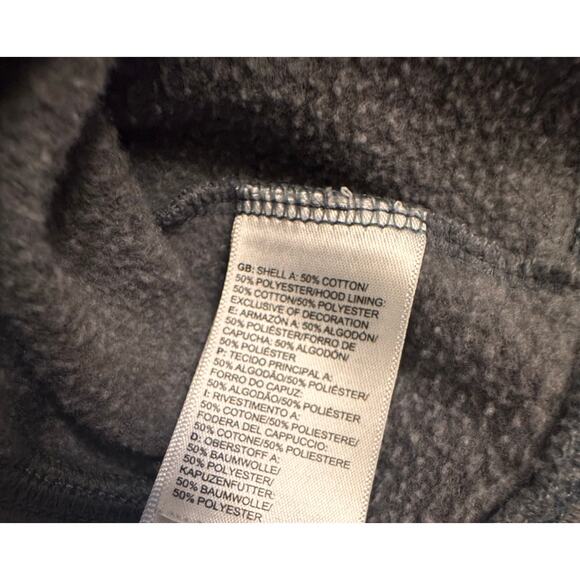 GB: SHELL A: 50% COTTON/
50% POLYESTER/HOOD LINING:
50% COTTON/50% POLYESTER
EXCLUSIVE OF DECORATION
E: ARMAZÓN A: 50% ALGODÓN/
50% POLIÉSTER/FORRO DE
CAPUCHA: 50% ALGODÓN/
50% POLIÉSTER
P: TECIDO PRINCIPAL A:
50% ALGODÃO/50% POLIÉSTER/
FORRO DO CAPUZ:
50% ALGODÃO/50% POLIÉSTER
I: RIVESTIMENTO A:
50% COTONE/50% POLIESTERE/
FODERA DEL CAPPUCCIO:
50% COTONE/50% POLIESTERE
D: OBERSTOFF A:
50% BAUMWOLLE/
50% POLYESTER/
KAPUZENFUTTER:
50% BAUMWOLLE/
50% POLYESTER